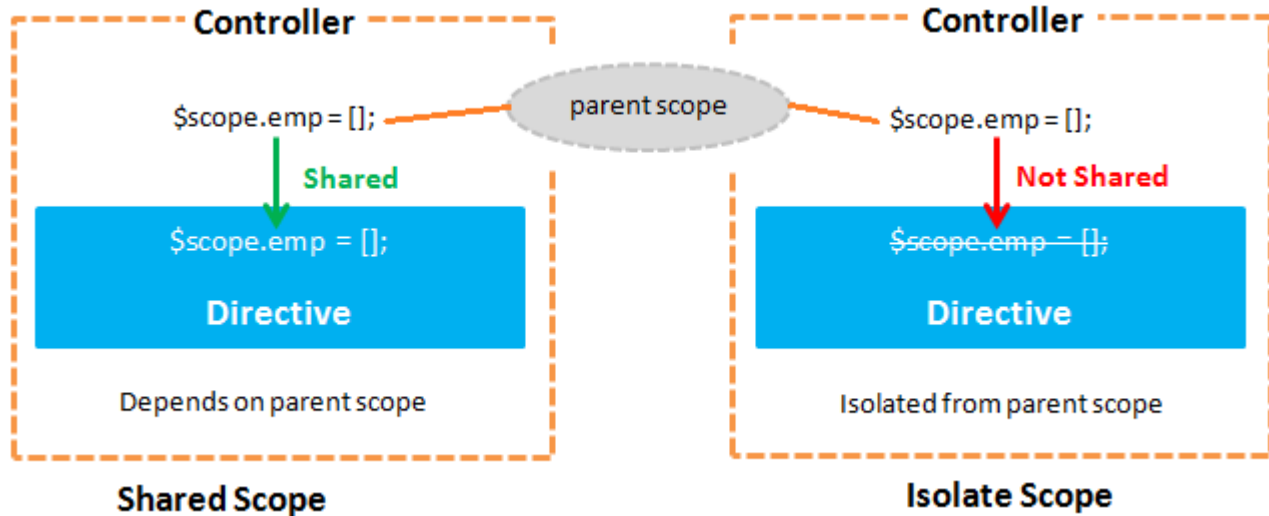 Controller
$scope.emp = [];
Shared
$scope.emp = [];
Directive
Depends on parent scope
Shared Scope
parent scope
Controller
$scope.emp = [];
Not Shared
$scope.emp = [];
Directive
Isolated from parent scope
Isolate Scope